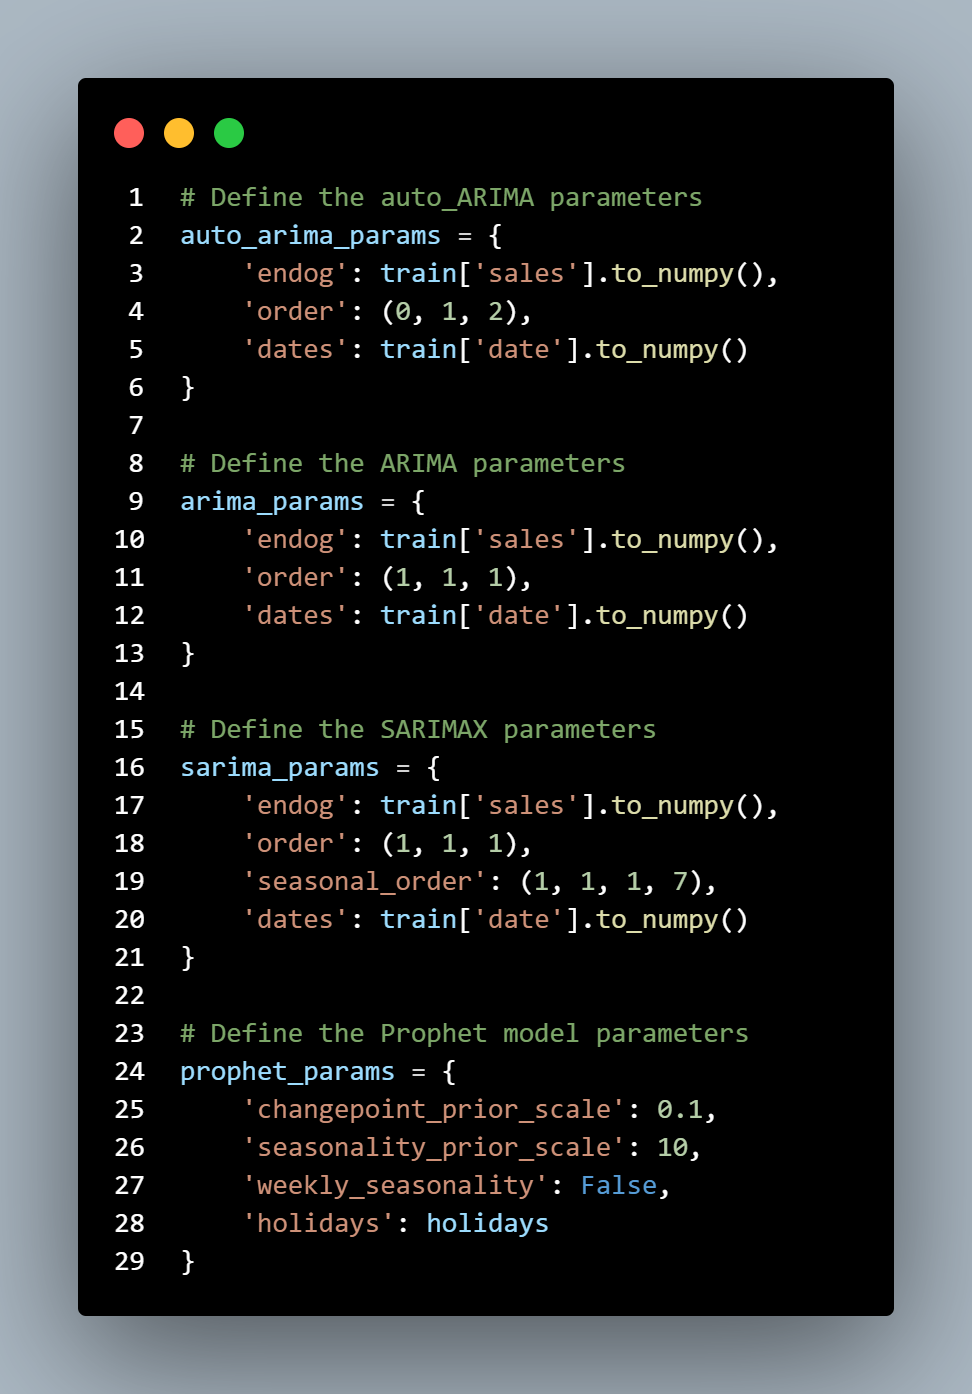 1 # Define the auto_ARIMA parameters
2 auto_arima_params = {
3     'endog': train['sales'].to_numpy(),
4     'order': (0, 1, 2),
5     'dates': train['date'].to_numpy()
6 }
7
8 # Define the ARIMA parameters
9 arima_params = {
10     'endog': train['sales'].to_numpy(),
11     'order': (1, 1, 1),
12     'dates': train['date'].to_numpy()
13 }
14
15 # Define the SARIMAX parameters
16 sarima_params = {
17     'endog': train['sales'].to_numpy(),
18     'order': (1, 1, 1),
19     'seasonal_order': (1, 1, 1, 7),
20     'dates': train['date'].to_numpy()
21 }
22
23 # Define the Prophet model parameters
24 prophet_params = {
25     'changepoint_prior_scale': 0.1,
26     'seasonality_prior_scale': 10,
27     'weekly_seasonality': False,
28     'holidays': holidays
29 }